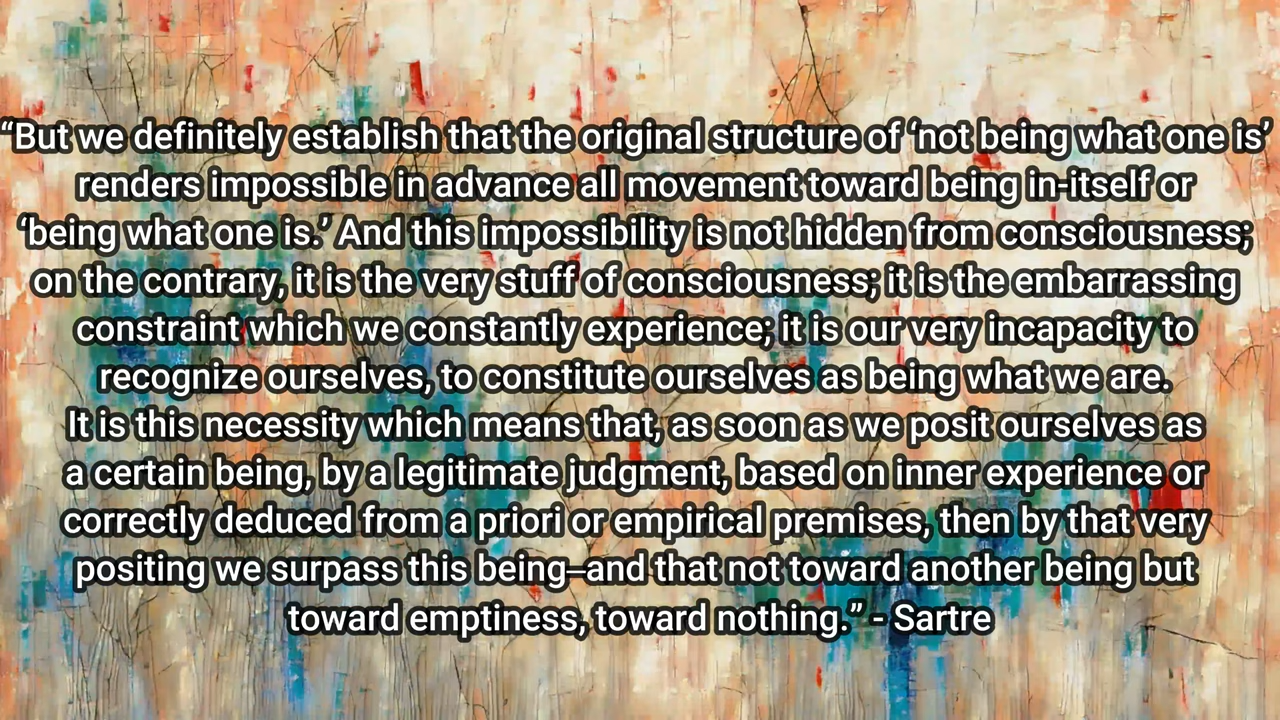 “But we definitely establish that the original structure of ‘not being what one is’
renders impossible in advance all movement toward being in-itself or
‘being what one is.’ And this impossibility is not hidden from consciousness;
on the contrary, it is the very stuff of consciousness; it is the embarrassing
constraint which we constantly experience; it is our very incapacity to
recognize ourselves, to constitute ourselves as being what we are.
It is this necessity which means that, as soon as we posit ourselves as
a certain being, by a legitimate judgment, based on inner experience or
correctly deduced from a priori or empirical premises, then by that very
positing we surpass this being—and that not toward another being but
toward emptiness, toward nothing.” - Sartre